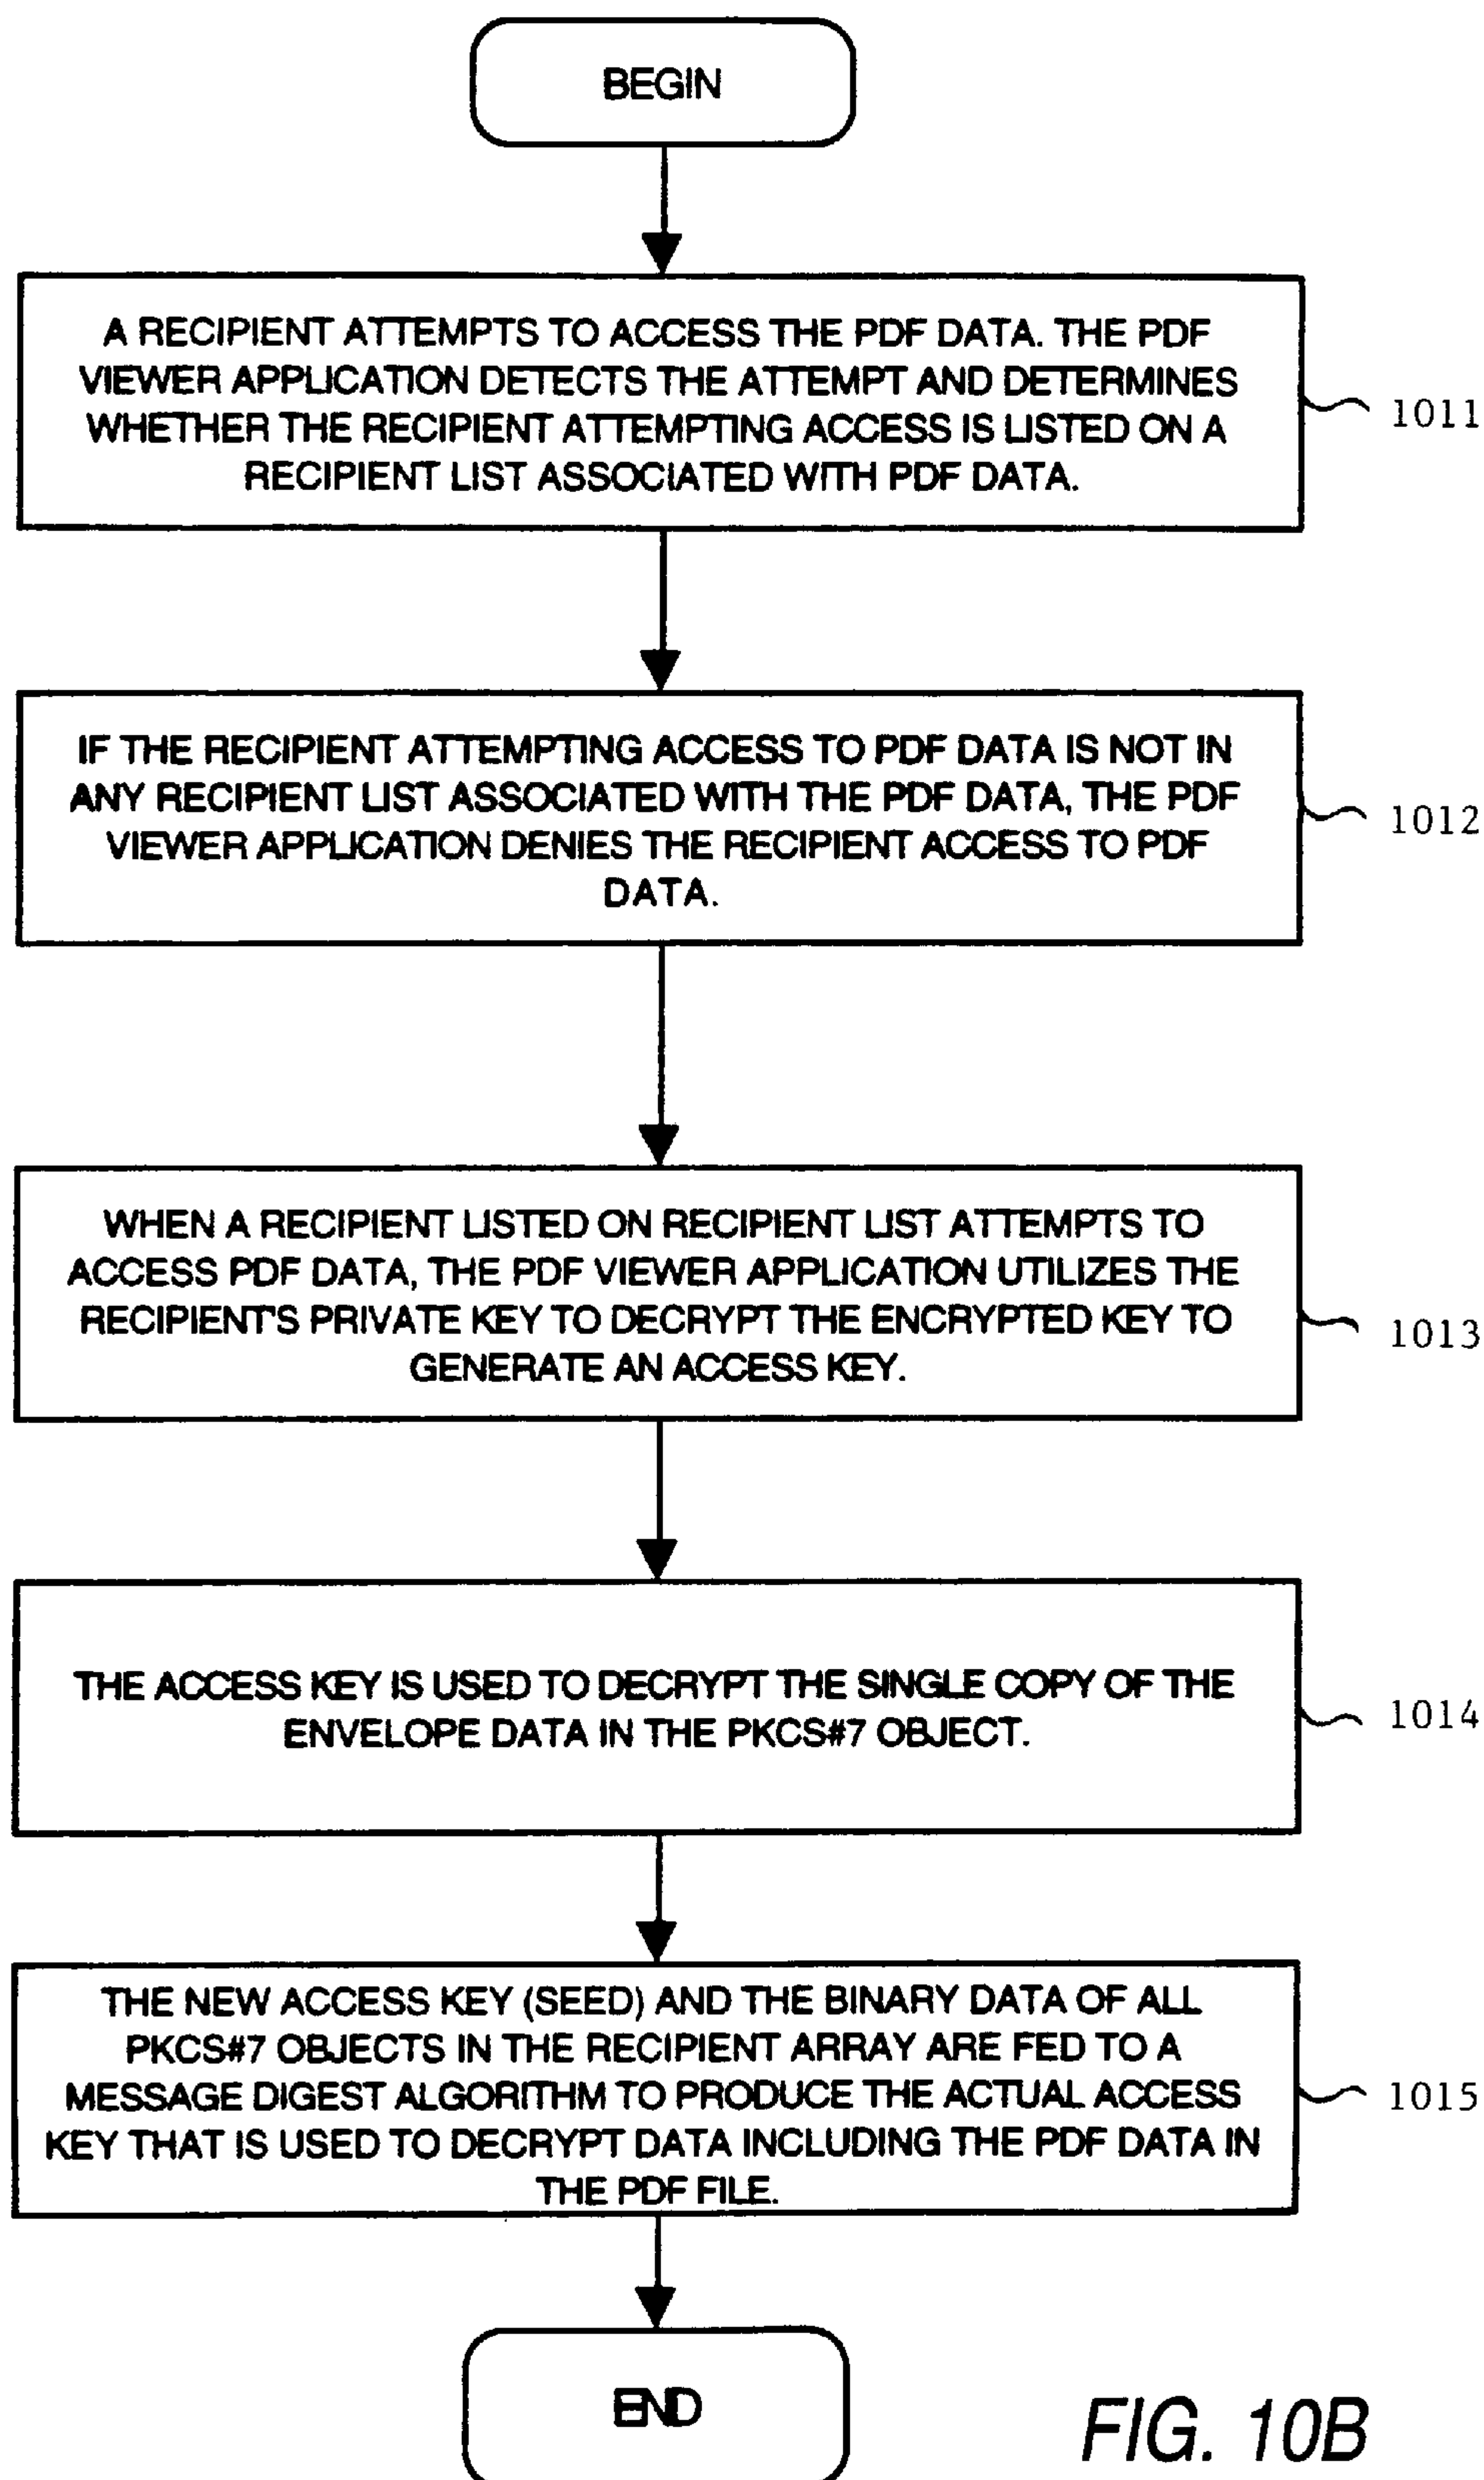 BEGIN
A RECIPIENT ATTEMPTS TO ACCESS THE PDF DATA. THE PDF
VIEWER APPLICATION DETECTS THE ATTEMPT AND DETERMINES
WHETHER THE RECIPIENT ATTEMPTING ACCESS IS LISTED ON A
RECIPIENT LIST ASSOCIATED WITH PDF DATA.
1011
IF THE RECIPIENT ATTEMPTING ACCESS TO PDF DATA IS NOT IN
ANY RECIPIENT LIST ASSOCIATED WITH THE PDF DATA, THE PDF
VIEWER APPLICATION DENIES THE RECIPIENT ACCESS TO PDF
DATA.
1012
WHEN A RECIPIENT LISTED ON RECIPIENT LIST ATTEMPTS TO
ACCESS PDF DATA, THE PDF VIEWER APPLICATION UTILIZES THE
RECIPIENT'S PRIVATE KEY TO DECRYPT THE ENCRYPTED KEY TO
GENERATE AN ACCESS KEY.
1013
THE ACCESS KEY IS USED TO DECRYPT THE SINGLE COPY OF THE
ENVELOPE DATA IN THE PKCS#7 OBJECT.
1014
THE NEW ACCESS KEY (SEED) AND THE BINARY DATA OF ALL
PKCS#7 OBJECTS IN THE RECIPIENT ARRAY ARE FED TO A
MESSAGE DIGEST ALGORITHM TO PRODUCE THE ACTUAL ACCESS
KEY THAT IS USED TO DECRYPT DATA INCLUDING THE PDF DATA IN
THE PDF FILE.
1015
END
FIG. 10B